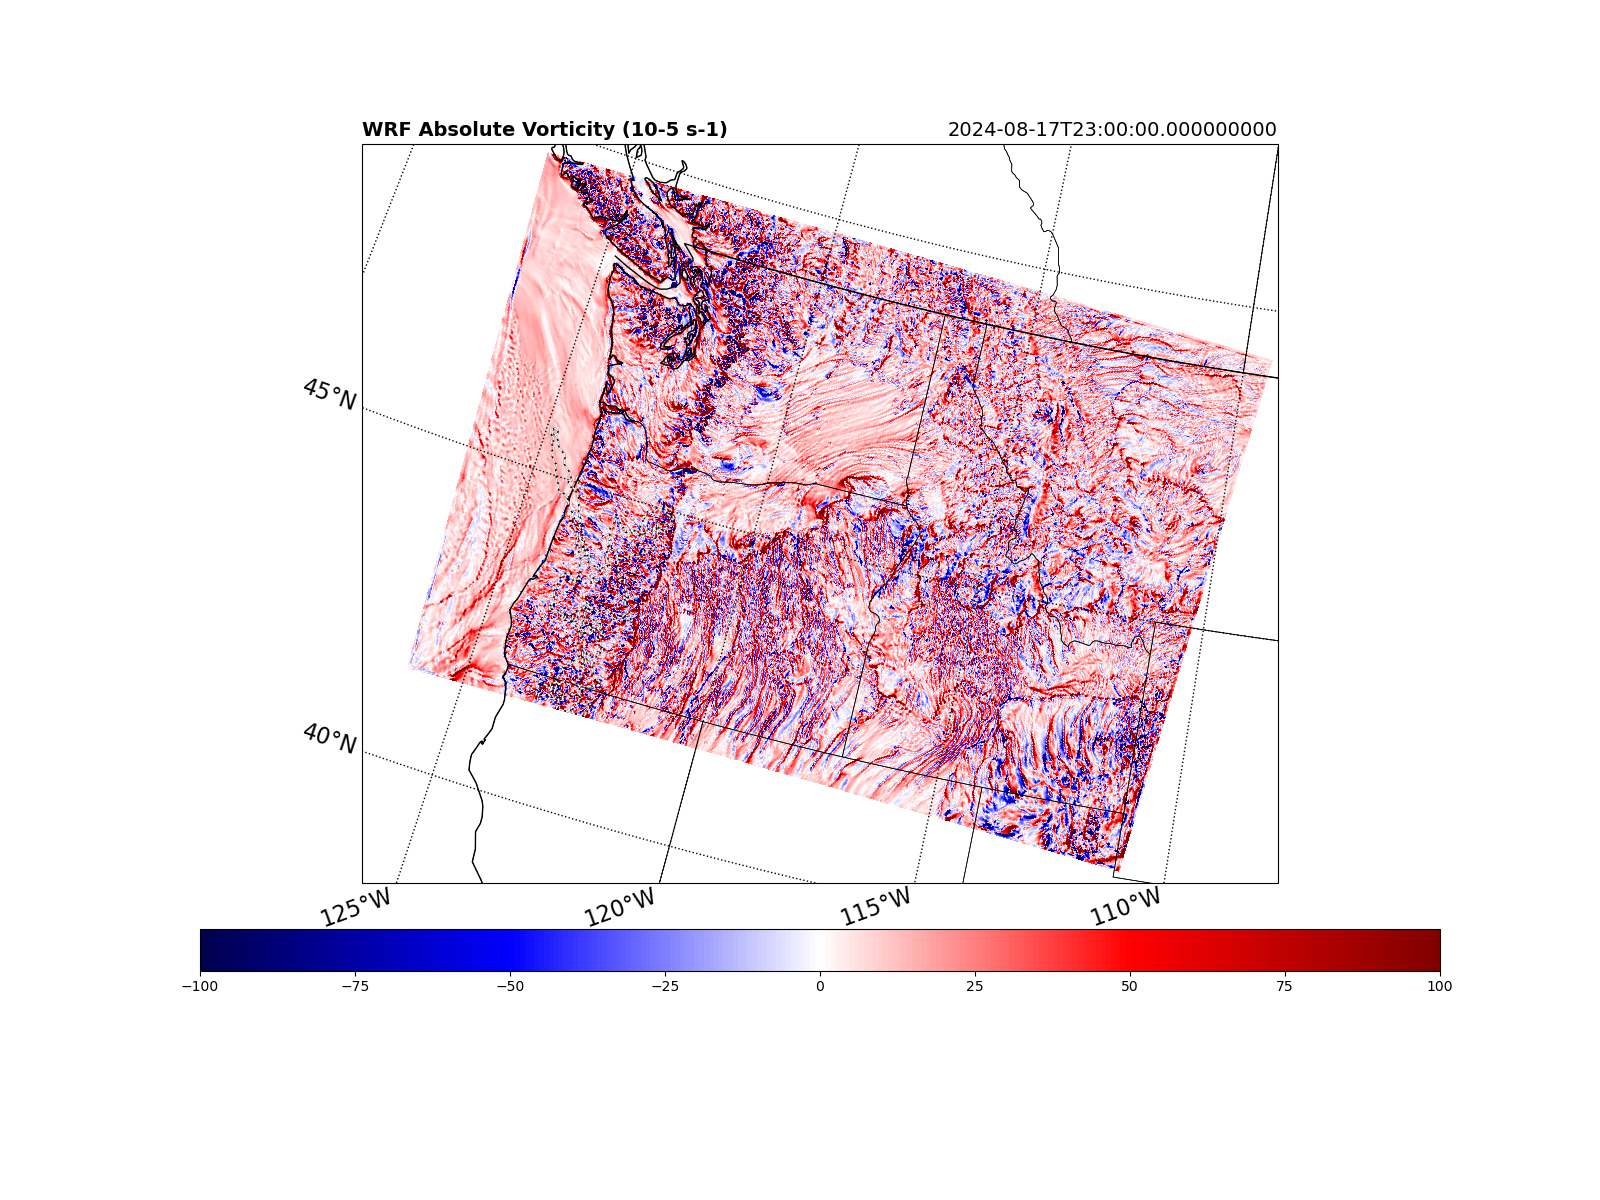 WRF Absolute Vorticity (10-5 s-1)
2024-08-17T23:00:00.000000000
45°N
40°N
125°W
120°W
115°W
110°W
−100
−75
−50
−25
0
25
50
75
100